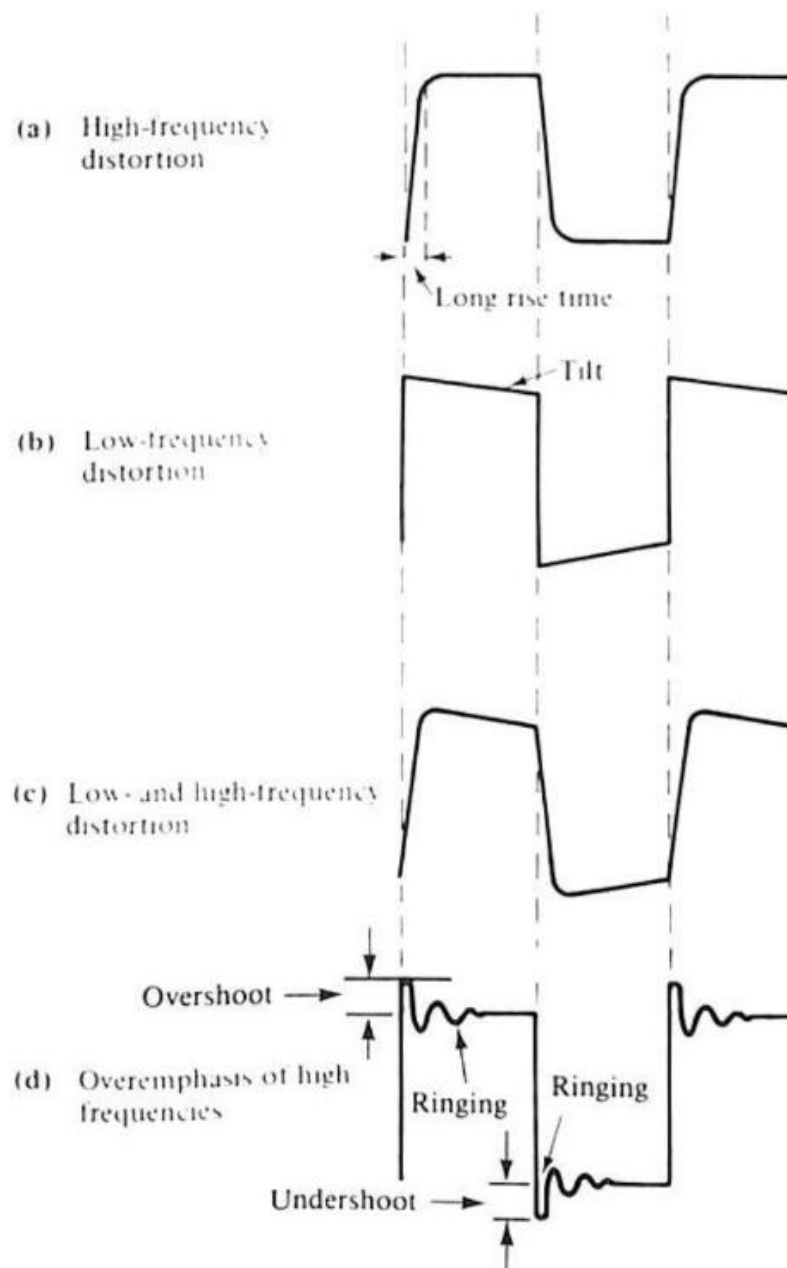 (a) High-frequency
distortion
Long rise time
Tilt
(b) Low-frequency
distortion
(c) Low- and high-frequency
distortion
Overshoot
(d) Overemphasis of high
frequencies
Ringing
Ringing
Undershoot